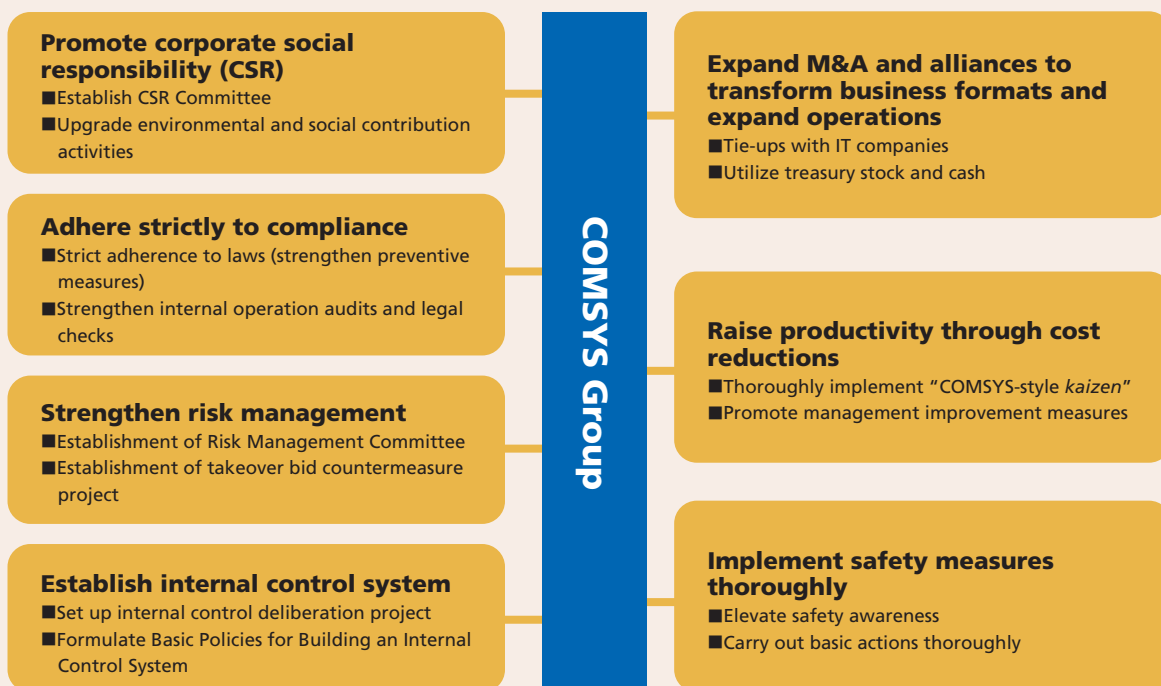 Promote corporate social
responsibility (CSR)
■Establish CSR Committee
■Upgrade environmental and social contribution
activities
Adhere strictly to compliance
■Strict adherence to laws (strengthen preventive
measures)
■Strengthen internal operation audits and legal
checks
Strengthen risk management
■Establishment of Risk Management Committee
■Establishment of takeover bid countermeasure
project
Establish internal control system
■Set up internal control deliberation project
■Formulate Basic Policies for Building an Internal
Control System
COMSYS Group
Expand M&A and alliances to
transform business formats and
expand operations
■Tie-ups with IT companies
■Utilize treasury stock and cash
Raise productivity through cost
reductions
■Thoroughly implement “COMSYS-style kaizen”
■Promote management improvement measures
Implement safety measures
thoroughly
■Elevate safety awareness
■Carry out basic actions thoroughly